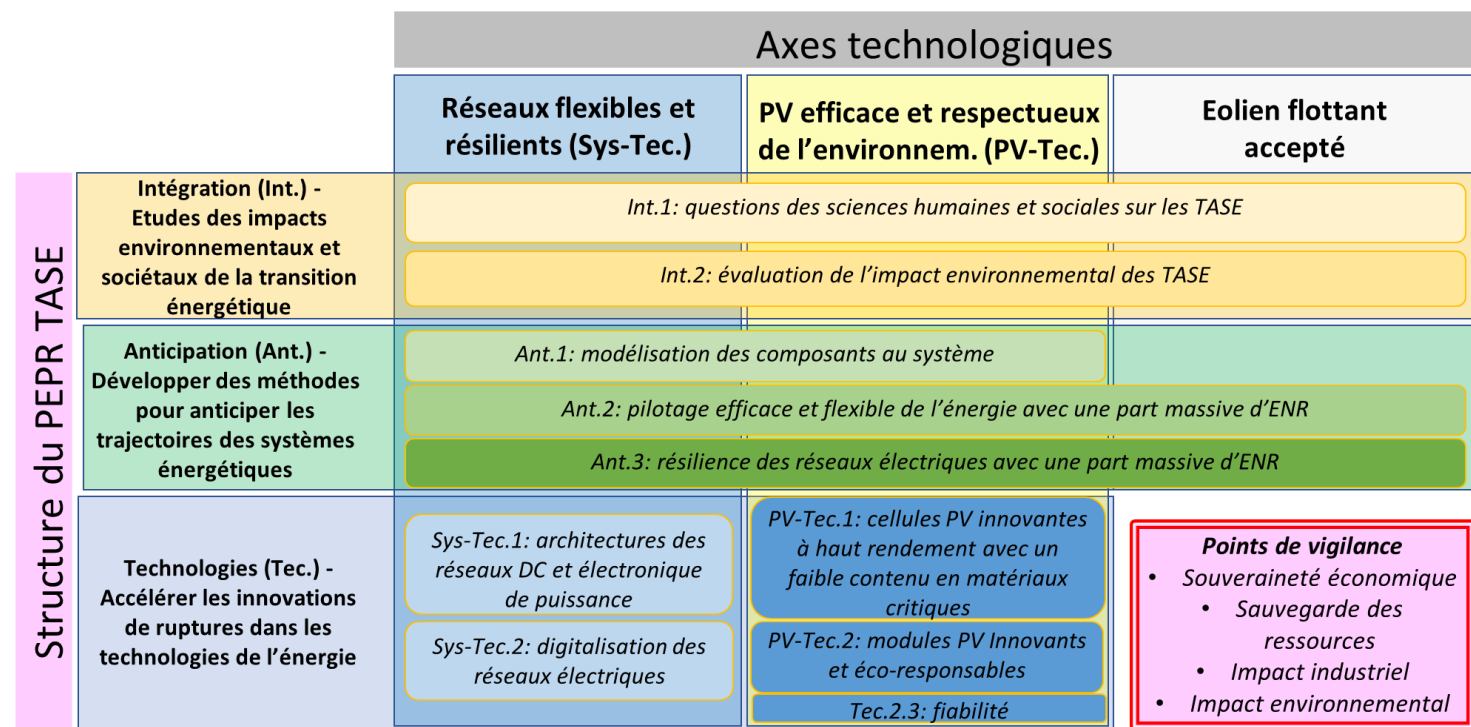 Axes technologiques
Réseaux flexibles et
résilients (Sys-Tec.)
PV efficace et respectueux
de l’environnem. (PV-Tec.)
Eolien flottant
accepté
Structure du PEPR TASE
Intégration (Int.) -
Etudes des impacts
environnementaux et
sociétaux de la transition
énergétique
Int.1: questions des sciences humaines et sociales sur les TASE
Int.2: évaluation de l’impact environnemental des TASE
Anticipation (Ant.) -
Développer des méthodes
pour anticiper les
trajectoires des systèmes
énergétiques
Ant.1: modélisation des composants au système
Ant.2: pilotage efficace et flexible de l’énergie avec une part massive d’ENR
Ant.3: résilience des réseaux électriques avec une part massive d’ENR
Technologies (Tec.) -
Accélérer les innovations
de ruptures dans les
technologies de l’énergie
Sys-Tec.1: architectures des
réseaux DC et électronique
de puissance
Sys-Tec.2: digitalisation des
réseaux électriques
PV-Tec.1: cellules PV innovantes
à haut rendement avec un
faible contenu en matériaux
critiques
PV-Tec.2: modules PV Innovants
et éco-responsables
Tec.2.3: fiabilité
Points de vigilance
• Souveraineté économique
• Sauvegarde des
ressources
• Impact industriel
• Impact environnemental